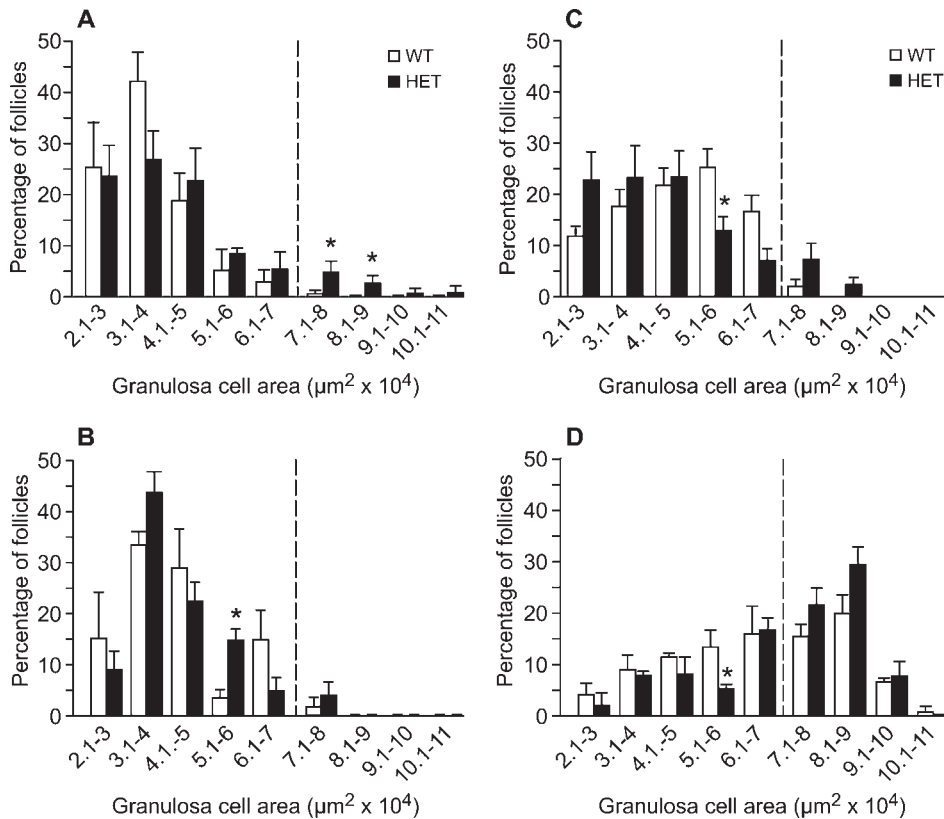 A
50
40
30
20
10
0
Percentage of follicles
WT
HET
* *
2.1-3 3.1-4 4.1.-5 5.1-6 6.1-7 7.1-8 8.1-9 9.1-10 10.1-11
Granulosa cell area (µm² x 10⁴)
C
50
40
30
20
10
0
Percentage of follicles
WT
HET
*
2.1-3 3.1-4 4.1-5 5.1-6 6.1-7 7.1-8 8.1-9 9.1-10 10.1-11
Granulosa cell area (µm² x 10⁴)
B
50
40
30
20
10
0
Percentage of follicles
*
2.1-3 3.1-4 4.1.-5 5.1-6 6.1-7 7.1-8 8.1-9 9.1-10 10.1-11
Granulosa cell area (µm² x 10⁴)
D
50
40
30
20
10
0
Percentage of follicles
*
2.1-3 3.1-4 4.1.-5 5.1-6 6.1-7 7.1-8 8.1-9 9.1-10 10.1-11
Granulosa cell area (µm² x 10⁴)